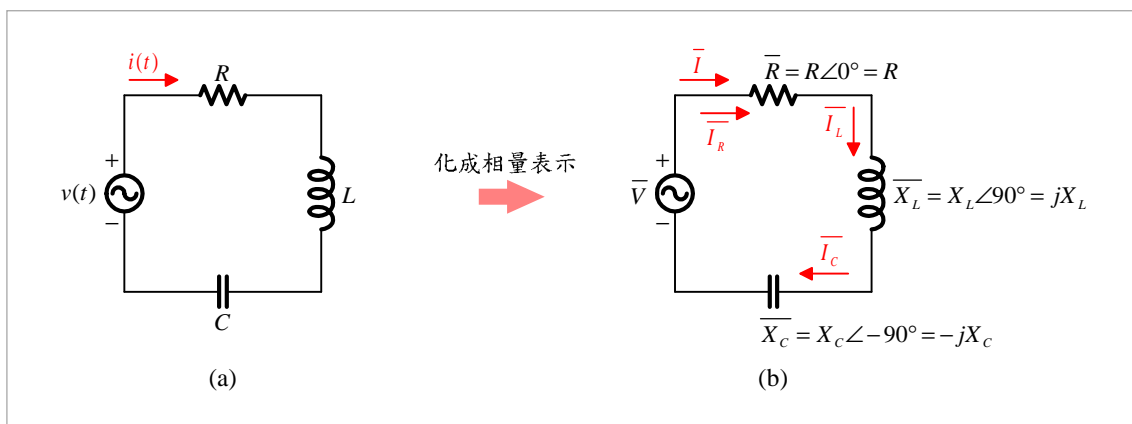 i(t)
R
+
v(t)
−
L
C
(a)
化成相量表示
I̅
R̅ = R∠0° = R
I_R̅
I_L̅
+
V̅
−
X_L̅ = X_L∠90° = jX_L
I_C̅
X_C̅ = X_C∠−90° = −jX_C
(b)